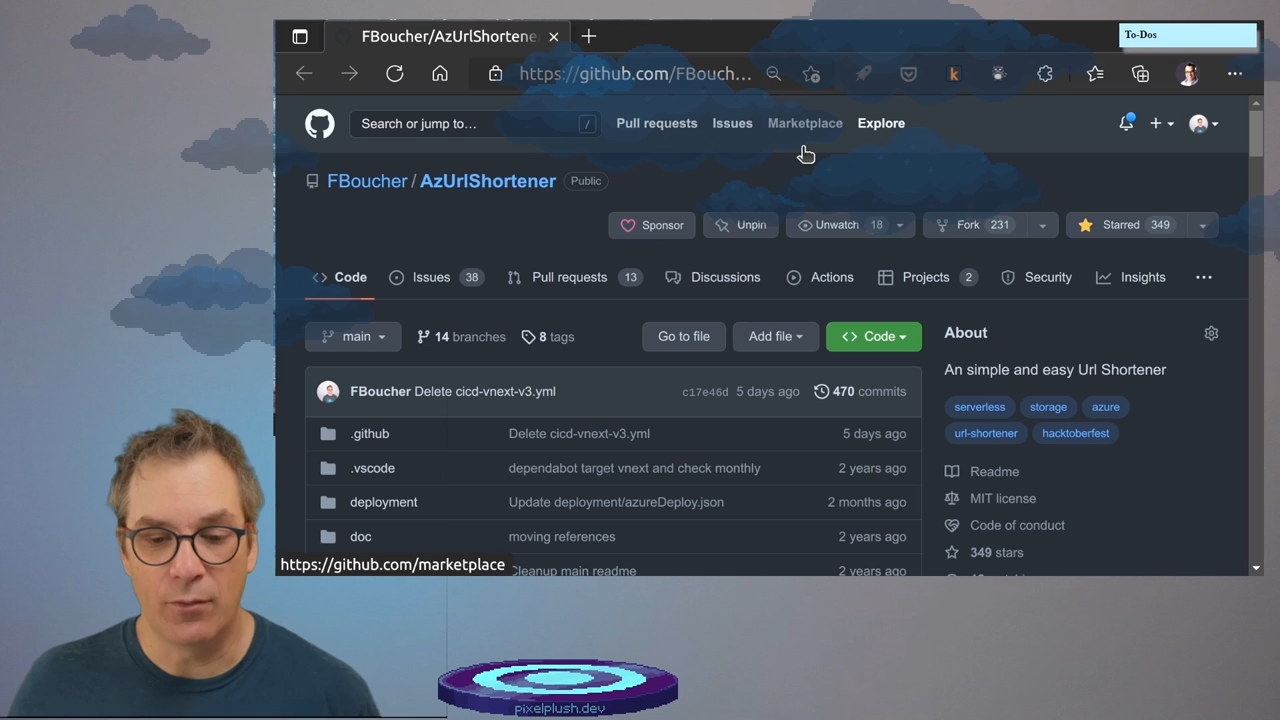 FBoucher/AzUrlShortene
To-Dos
https://github.com/FBouch...
k
Search or jump to...
/
Pull requests
Issues
Marketplace
Explore
FBoucher / AzUrlShortener
Public
Sponsor
Unpin
Unwatch 18
Fork 231
Starred 349
Code
Issues 38
Pull requests 13
Discussions
Actions
Projects 2
Security
Insights
main
14 branches
8 tags
Go to file
Add file
Code
About
An simple and easy Url Shortener
serverless
storage
azure
url-shortener
hacktoberfest
Readme
MIT license
Code of conduct
349 stars
FBoucher Delete cicd-vnext-v3.yml
c17e46d 5 days ago
470 commits
.github
Delete cicd-vnext-v3.yml
5 days ago
.vscode
dependabot target vnext and check monthly
2 years ago
deployment
Update deployment/azureDeploy.json
2 months ago
doc
moving references
2 years ago
Cleanup main readme
2 years ago
https://github.com/marketplace
pixelplush.dev